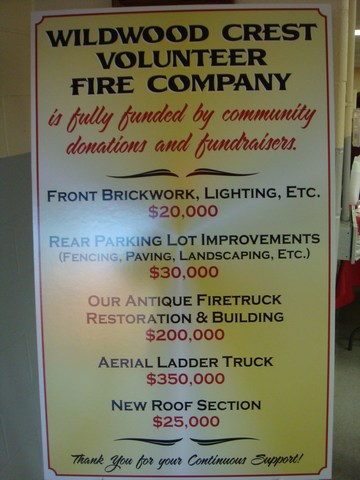 WILDWOOD CREST
VOLUNTEER
FIRE COMPANY
is fully funded by community
donations and fundraisers.
FRONT BRICKWORK, LIGHTING, ETC.
$20,000
REAR PARKING LOT IMPROVEMENTS
(FENCING, PAVING, LANDSCAPING, ETC.)
$30,000
OUR ANTIQUE FIRETRUCK
RESTORATION & BUILDING
$200,000
AERIAL LADDER TRUCK
$350,000
NEW ROOF SECTION
$25,000
Thank You for your Continuous Support!